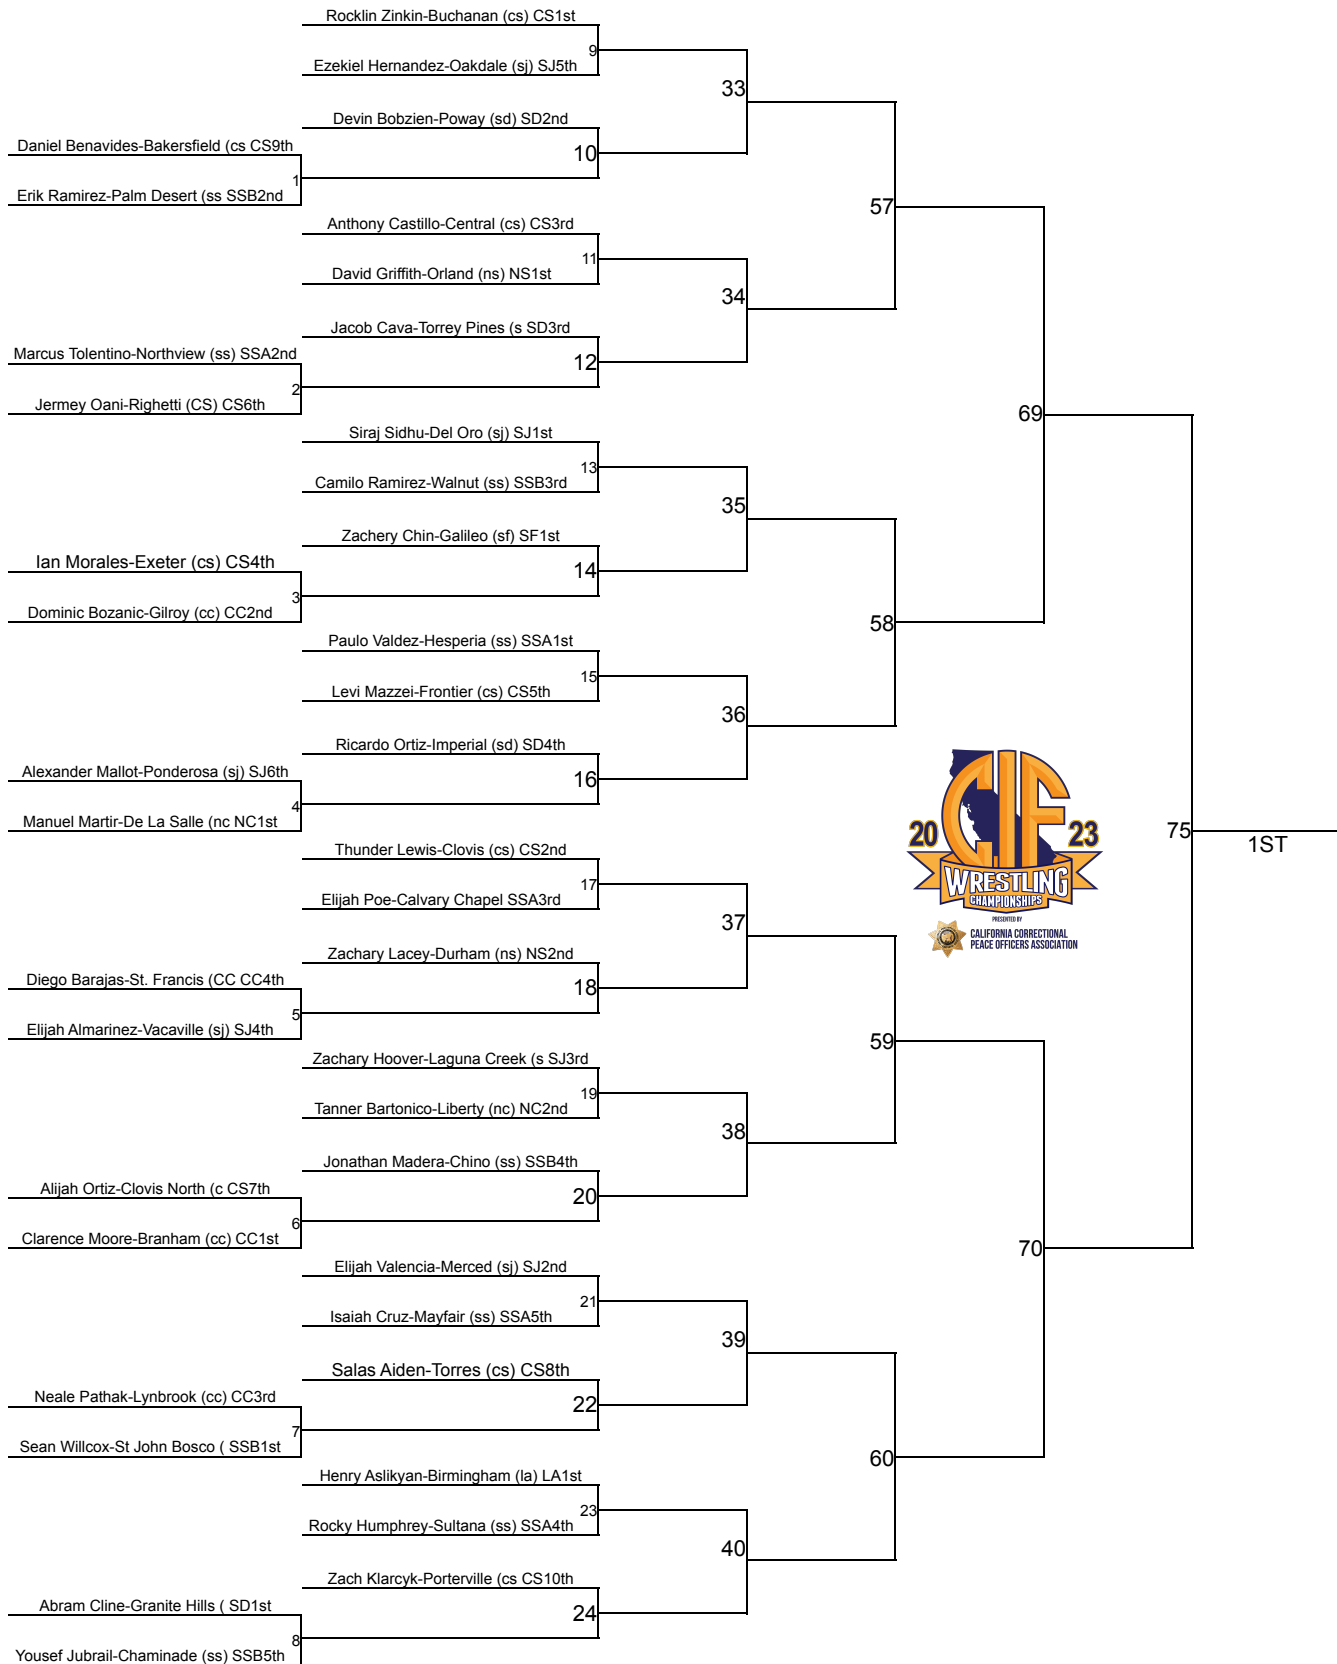 Rocklin Zinkin-Buchanan (cs) CS1st
9
Ezekiel Hernandez-Oakdale (sj) SJ5th
33
Devin Bobzien-Poway (sd) SD2nd
Daniel Benavides-Bakersfield (cs CS9th
10
1
Erik Ramirez-Palm Desert (ss SSB2nd
57
Anthony Castillo-Central (cs) CS3rd
11
David Griffith-Orland (ns) NS1st
34
Jacob Cava-Torrey Pines (s SD3rd
Marcus Tolentino-Northview (ss) SSA2nd
12
2
Jermey Oani-Righetti (CS) CS6th
69
Siraj Sidhu-Del Oro (sj) SJ1st
13
Camilo Ramirez-Walnut (ss) SSB3rd
35
Zachery Chin-Galileo (sf) SF1st
Ian Morales-Exeter (cs) CS4th
14
3
Dominic Bozanic-Gilroy (cc) CC2nd
58
Paulo Valdez-Hesperia (ss) SSA1st
15
Levi Mazzei-Frontier (cs) CS5th
36
Ricardo Ortiz-Imperial (sd) SD4th
Alexander Mallot-Ponderosa (sj) SJ6th
16
4
Manuel Martir-De La Salle (nc NC1st
20 CIF 23
WRESTLING
CHAMPIONSHIPS
PRESENTED BY
CALIFORNIA CORRECTIONAL
PEACE OFFICERS ASSOCIATION
75
1ST
Thunder Lewis-Clovis (cs) CS2nd
17
Elijah Poe-Calvary Chapel SSA3rd
37
Zachary Lacey-Durham (ns) NS2nd
Diego Barajas-St. Francis (CC CC4th
18
5
Elijah Almarinez-Vacaville (sj) SJ4th
59
Zachary Hoover-Laguna Creek (s SJ3rd
19
Tanner Bartonico-Liberty (nc) NC2nd
38
Jonathan Madera-Chino (ss) SSB4th
Alijah Ortiz-Clovis North (c CS7th
20
6
Clarence Moore-Branham (cc) CC1st
70
Elijah Valencia-Merced (sj) SJ2nd
21
Isaiah Cruz-Mayfair (ss) SSA5th
39
Salas Aiden-Torres (cs) CS8th
Neale Pathak-Lynbrook (cc) CC3rd
22
7
Sean Willcox-St John Bosco ( SSB1st
60
Henry Aslikyan-Birmingham (la) LA1st
23
Rocky Humphrey-Sultana (ss) SSA4th
40
Zach Klarcyk-Porterville (cs CS10th
Abram Cline-Granite Hills ( SD1st
24
8
Yousef Jubrail-Chaminade (ss) SSB5th